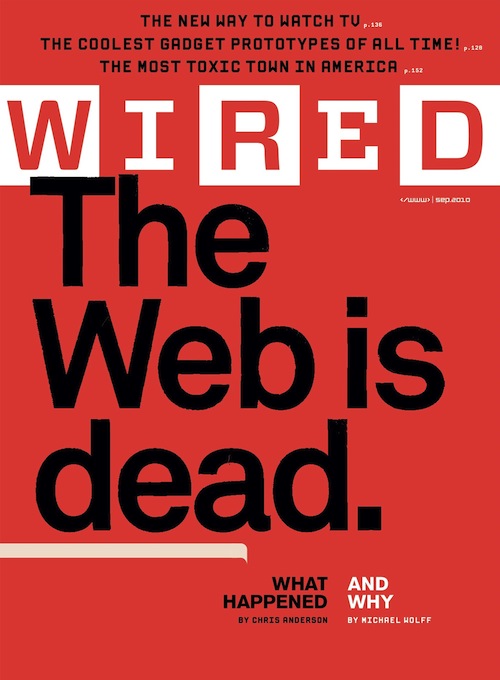 THE NEW WAY TO WATCH TV p.136
THE COOLEST GADGET PROTOTYPES OF ALL TIME! p.128
THE MOST TOXIC TOWN IN AMERICA p.152
WIRED
</www> | sep.2010
The
Web is
dead.
WHAT
HAPPENED
BY CHRIS ANDERSON
AND
WHY
BY MICHAEL WOLFF